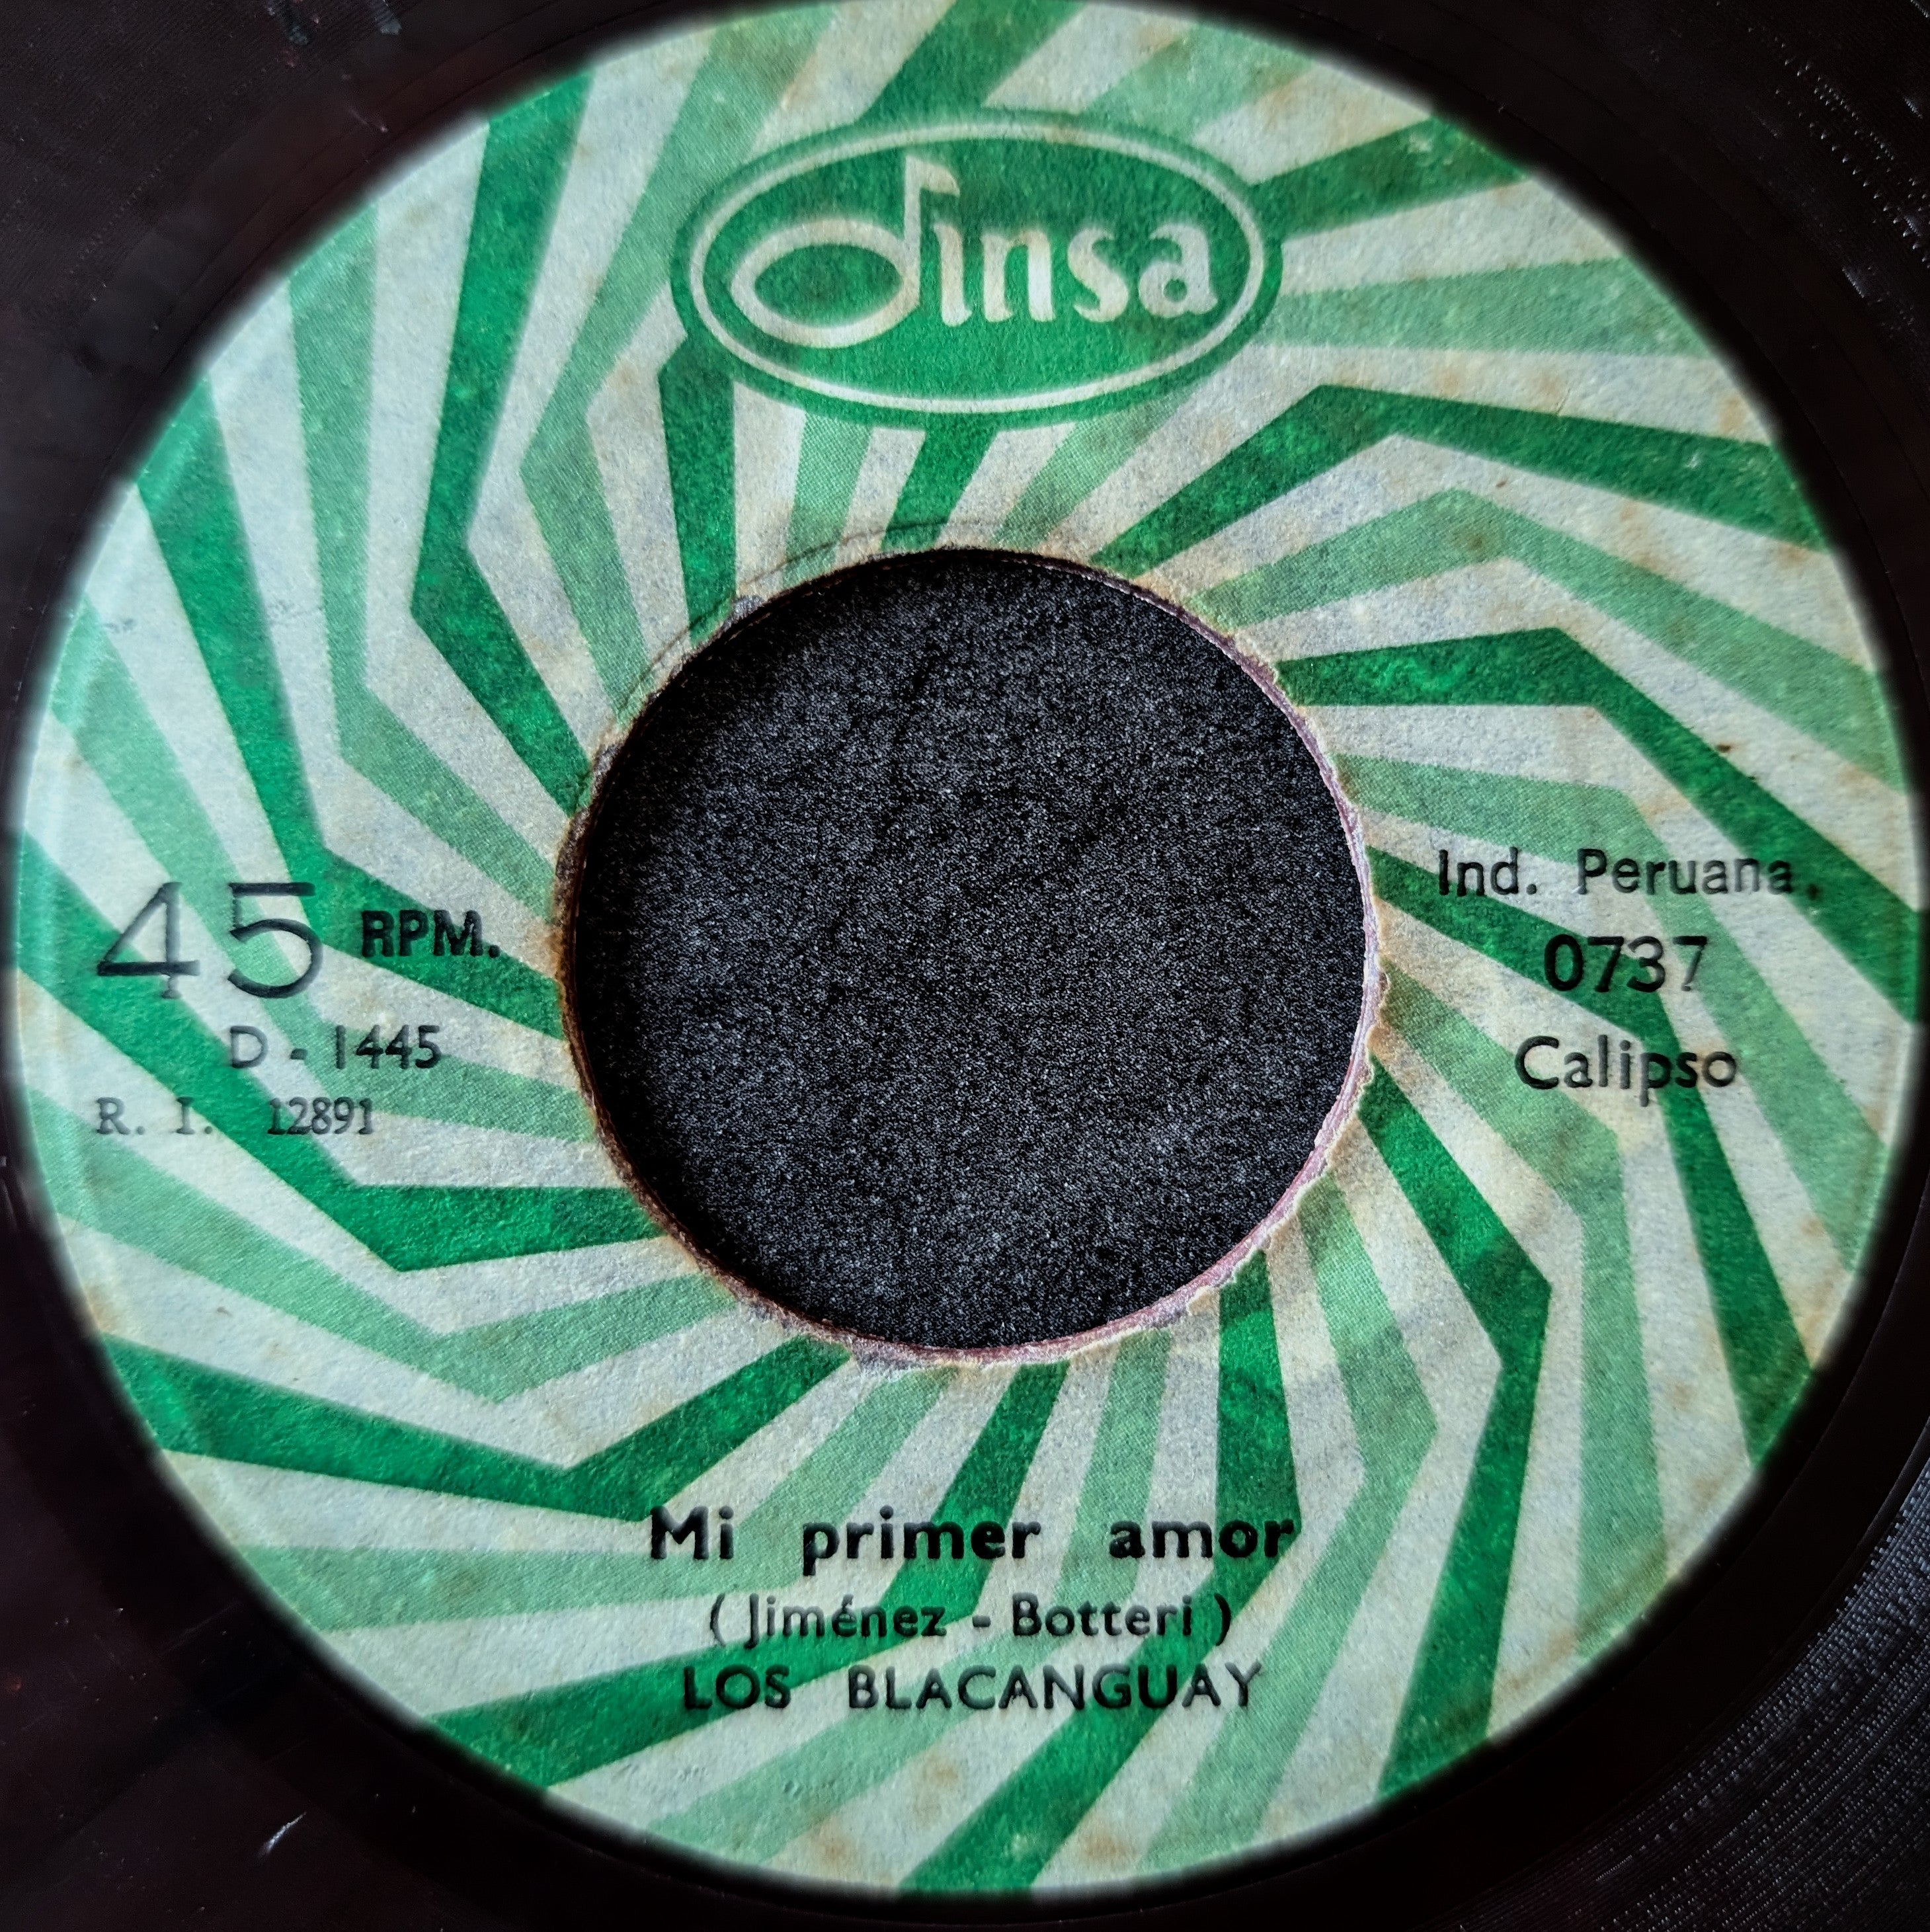 dinsa
45 RPM.
D - 1445
R. I. 12891
Ind. Peruana.
0737
Calipso
Mi primer amor
( Jiménez - Botteri )
LOS BLACANGUAY